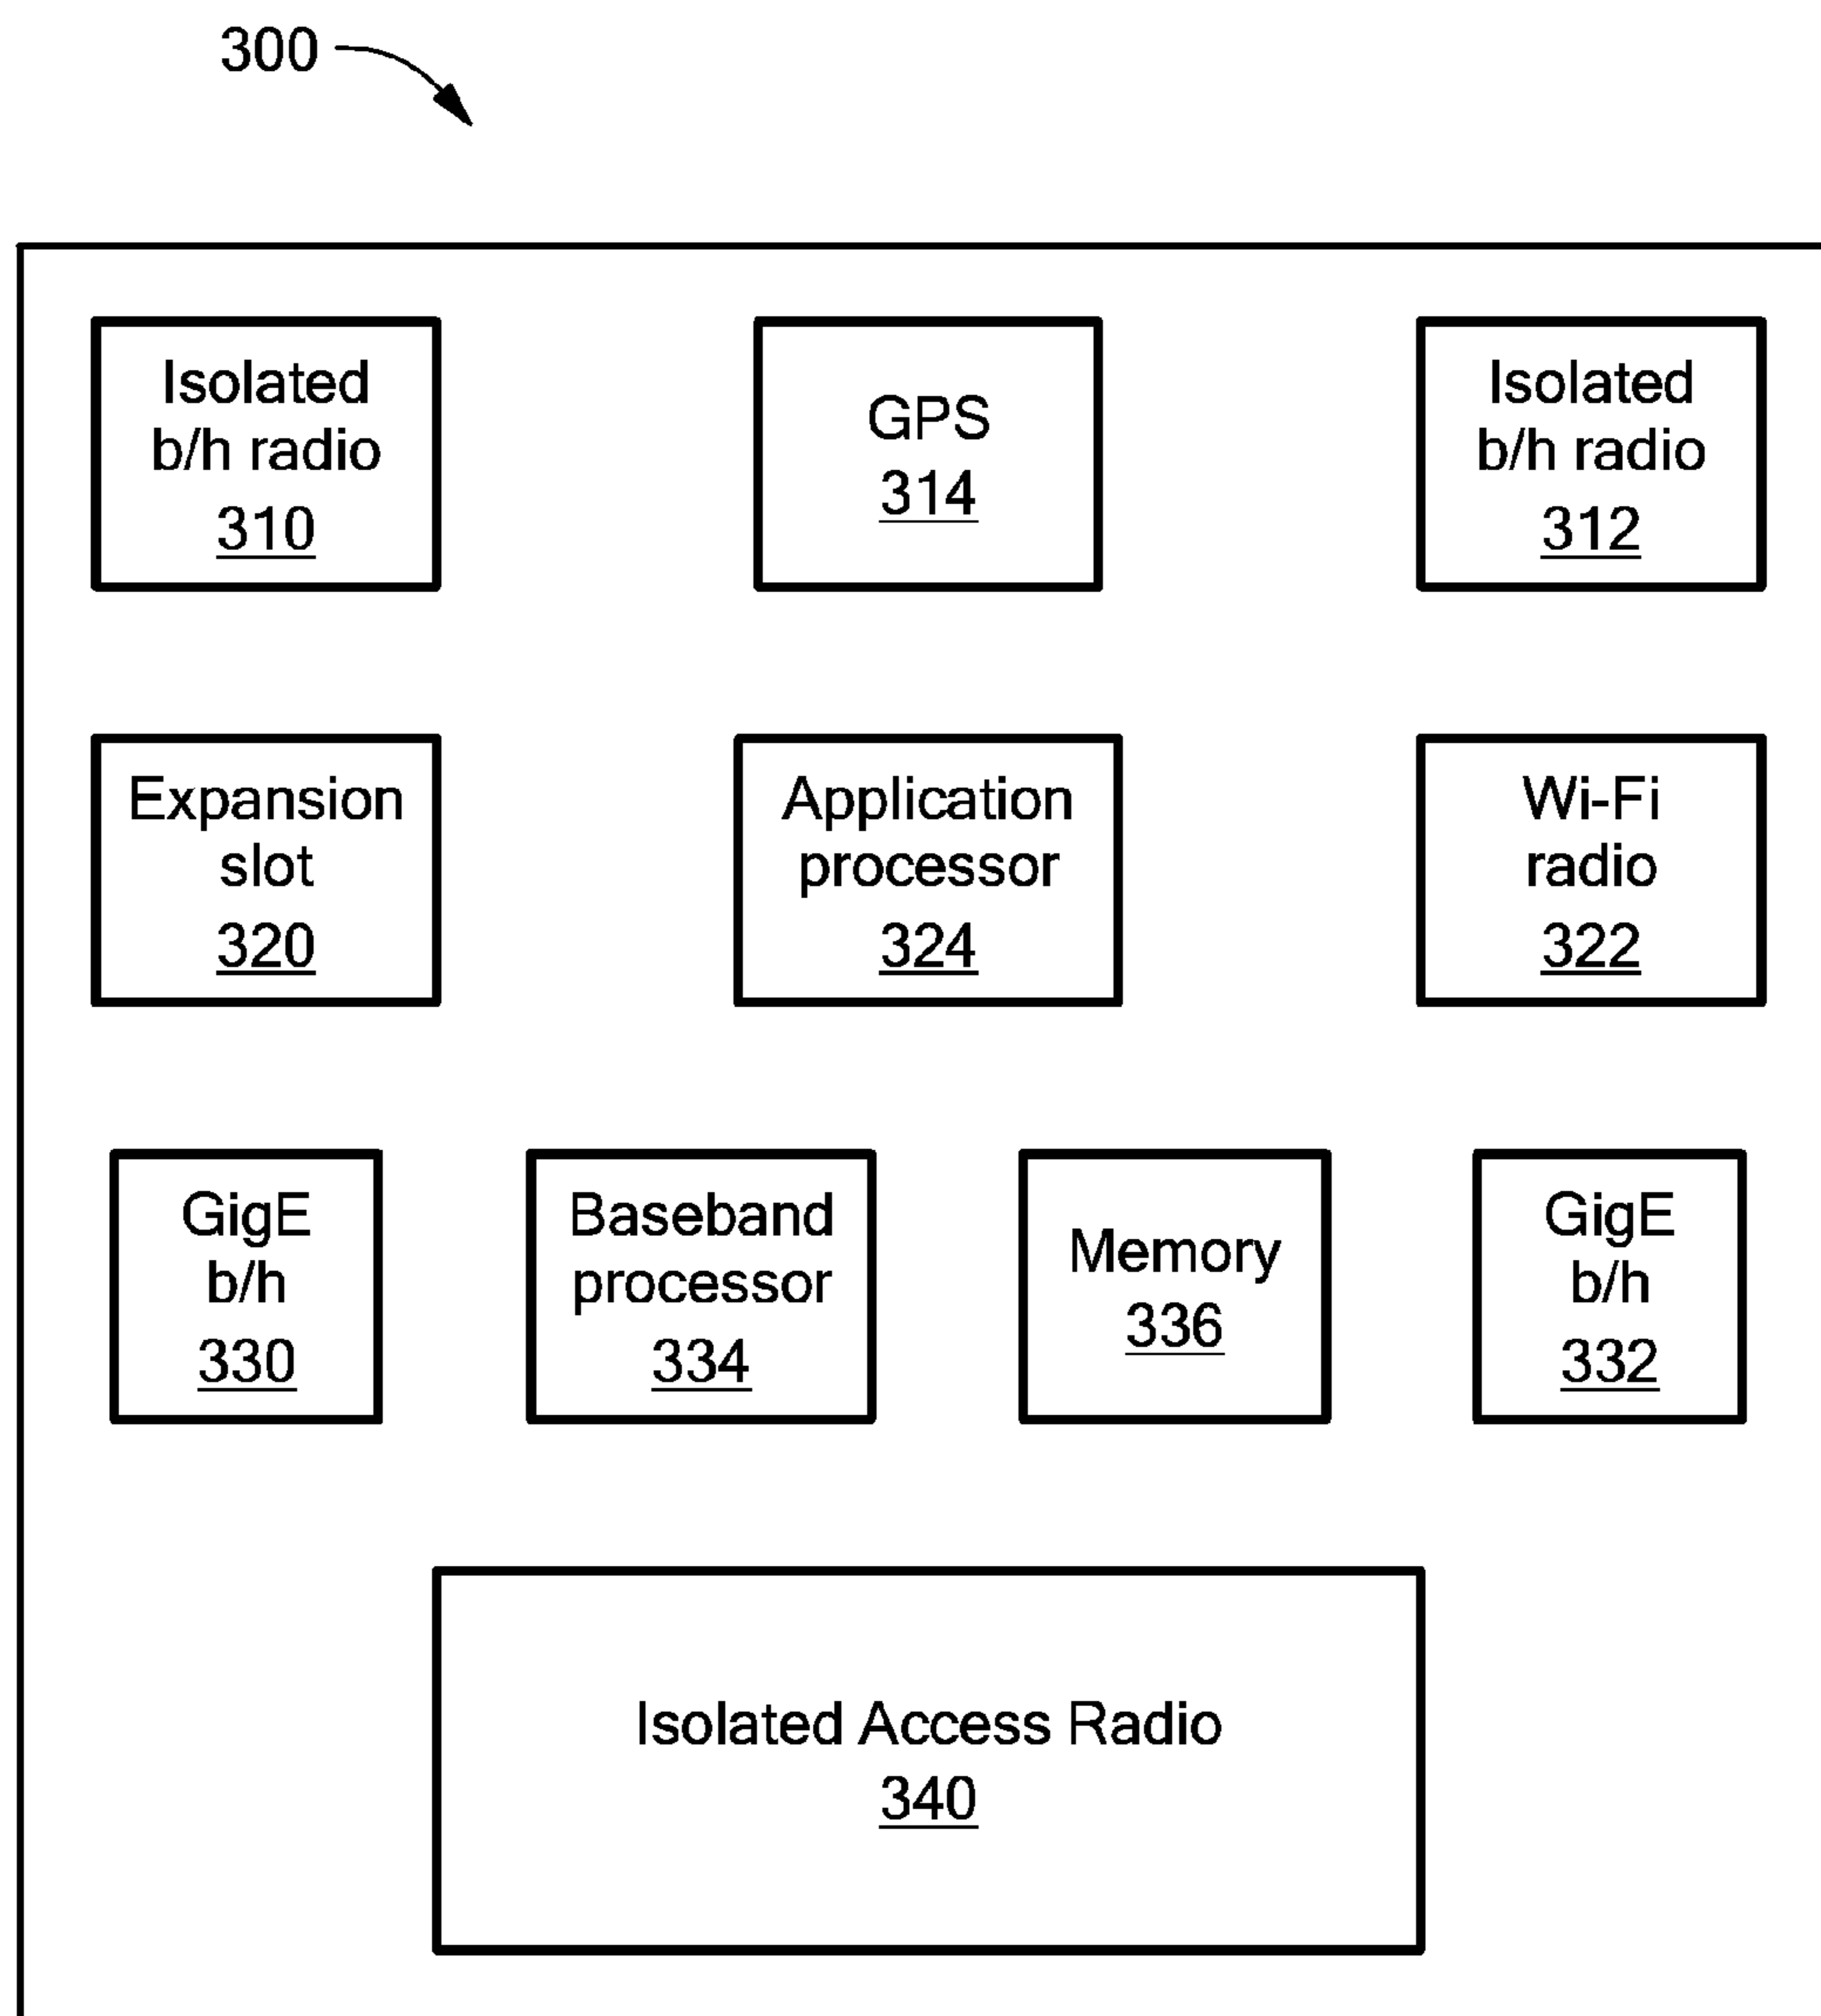 300
Isolated
b/h radio
310
GPS
314
Isolated
b/h radio
312
Expansion
slot
320
Application
processor
324
Wi-Fi
radio
322
GigE
b/h
330
Baseband
processor
334
Memory
336
GigE
b/h
332
Isolated Access Radio
340